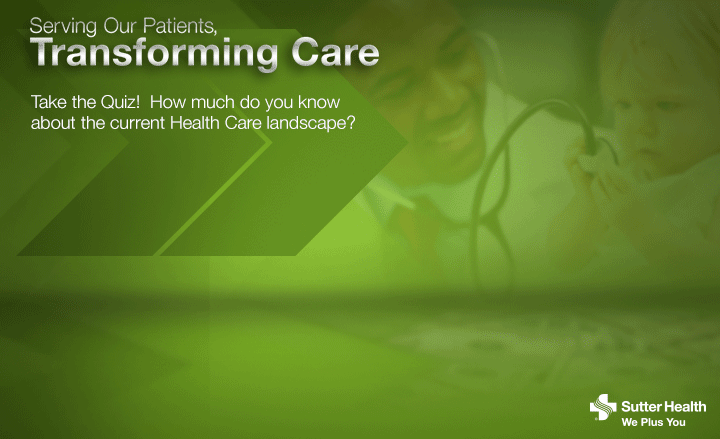 Serving Our Patients,
Transforming Care
Take the Quiz! How much do you know
about the current Health Care landscape?
Sutter Health
We Plus You